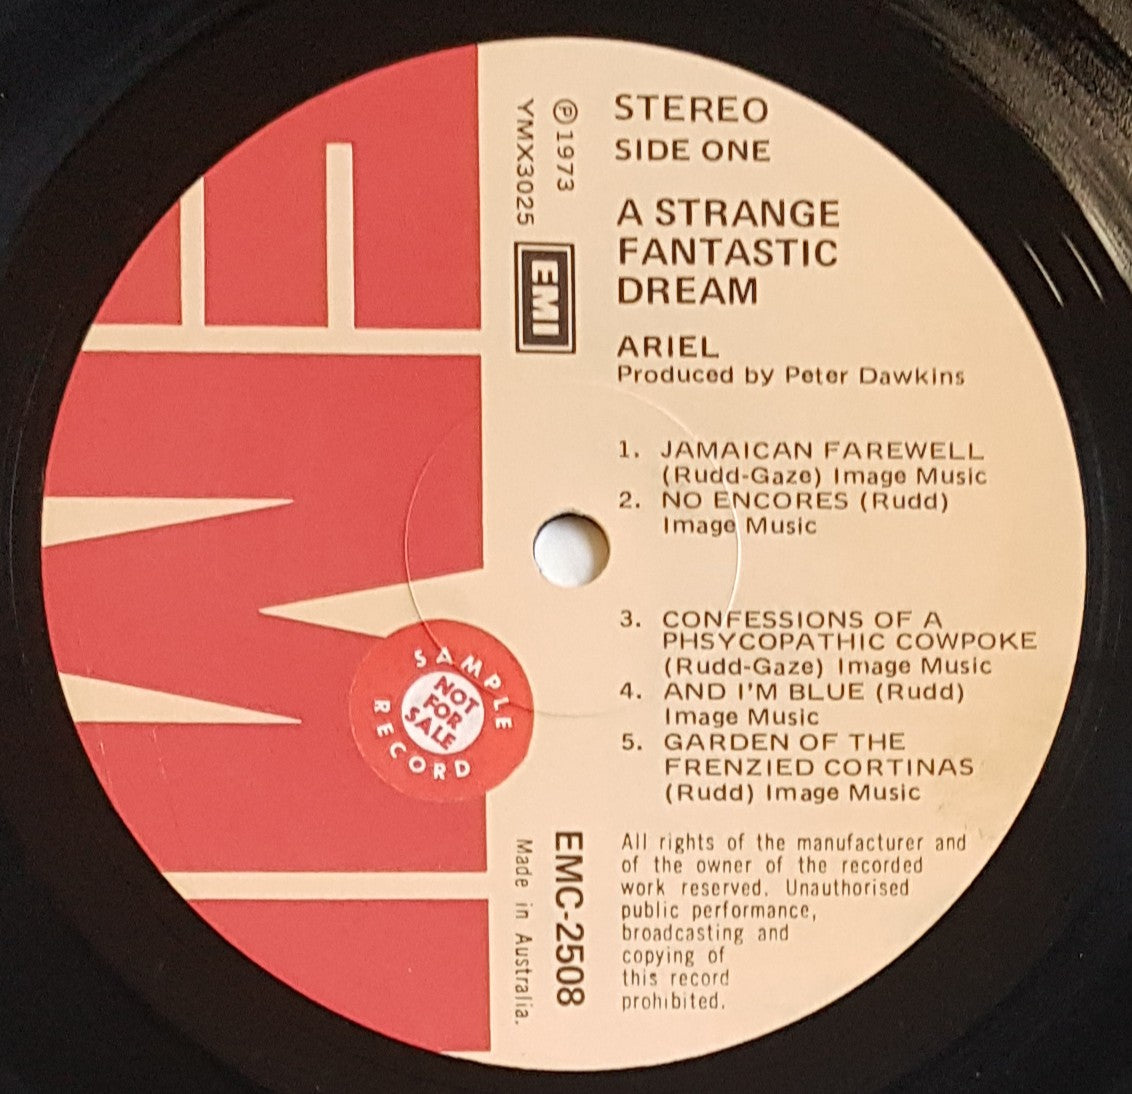 STEREO
SIDE ONE
A STRANGE
FANTASTIC
DREAM
ARIEL
Produced by Peter Dawkins
1. JAMAICAN FAREWELL
(Rudd-Gaze) Image Music
2. NO ENCORES (Rudd)
Image Music
3. CONFESSIONS OF A
PHSYCOPATHIC COWPOKE
(Rudd-Gaze) Image Music
4. AND I'M BLUE (Rudd)
Image Music
5. GARDEN OF THE
FRENZIED CORTINAS
(Rudd) Image Music
All rights of the manufacturer and
of the owner of the recorded
work reserved. Unauthorised
public performance,
broadcasting and
copying of
this record
prohibited.
℗1973
YMX3025
EMI
EMC-2508
Made in Australia.
SAMPLE
RECORD
NOT
FOR
SALE
EMI